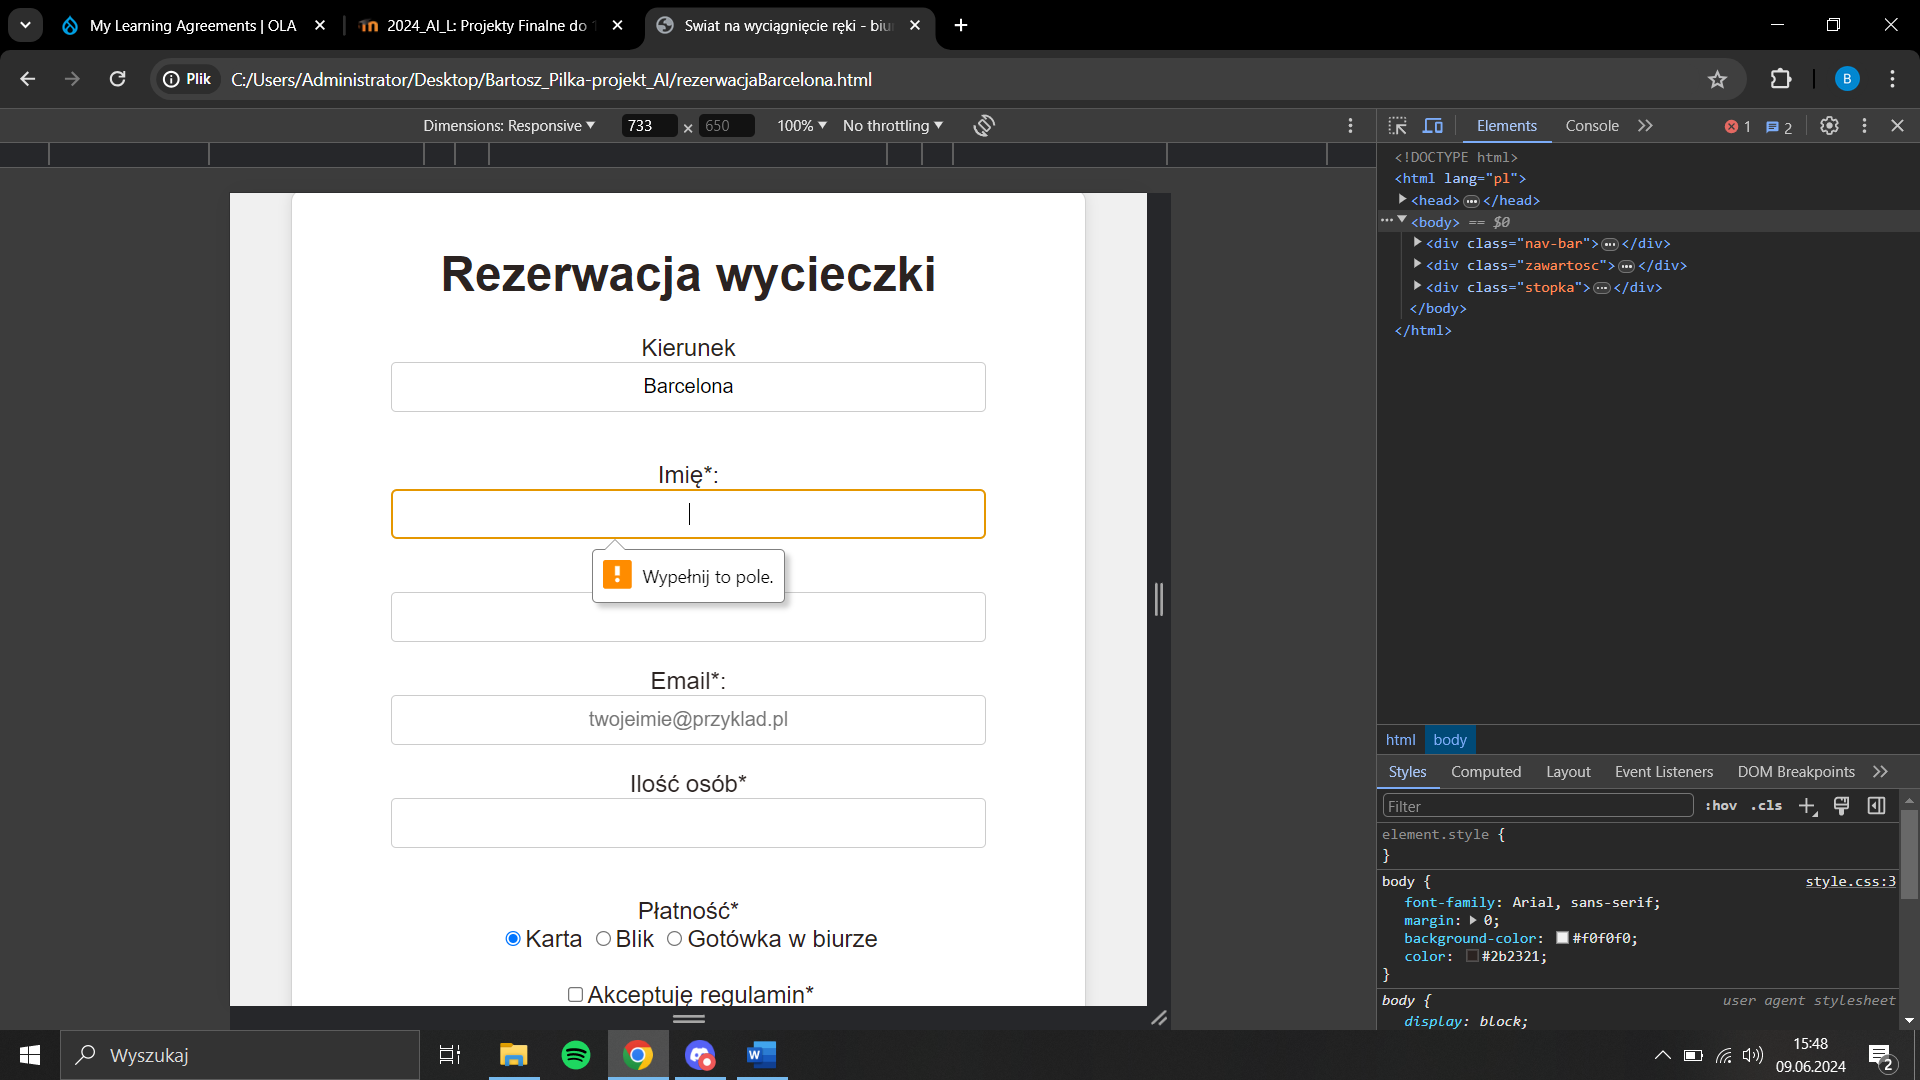 My Learning Agreements | OLA
2024_AI_L: Projekty Finalne do
Swiat na wyciągnięcie ręki - biu
Plik
C:/Users/Administrator/Desktop/Bartosz_Pilka-projekt_AI/rezerwacjaBarcelona.html
B
Dimensions: Responsive
733 × 650
100%
No throttling
Elements
Console
1
2
<!DOCTYPE html>
<html lang="pl">
<head> </head>
<body> == $0
<div class="nav-bar"> </div>
<div class="zawartosc"> </div>
<div class="stopka"> </div>
</body>
</html>
Rezerwacja wycieczki
Kierunek
Barcelona
Imię*:
Wypełnij to pole.
Email*:
twojeimie@przyklad.pl
Ilość osób*
Płatność*
Karta Blik Gotówka w biurze
Akceptuję regulamin*
html body
Styles Computed Layout Event Listeners DOM Breakpoints
Filter
:hov .cls
element.style {
}
body {
style.css:3
font-family: Arial, sans-serif;
margin: 0;
background-color: #f0f0f0;
color: #2b2321;
}
body {
user agent stylesheet
display: block;
Wyszukaj
15:48
09.06.2024
2